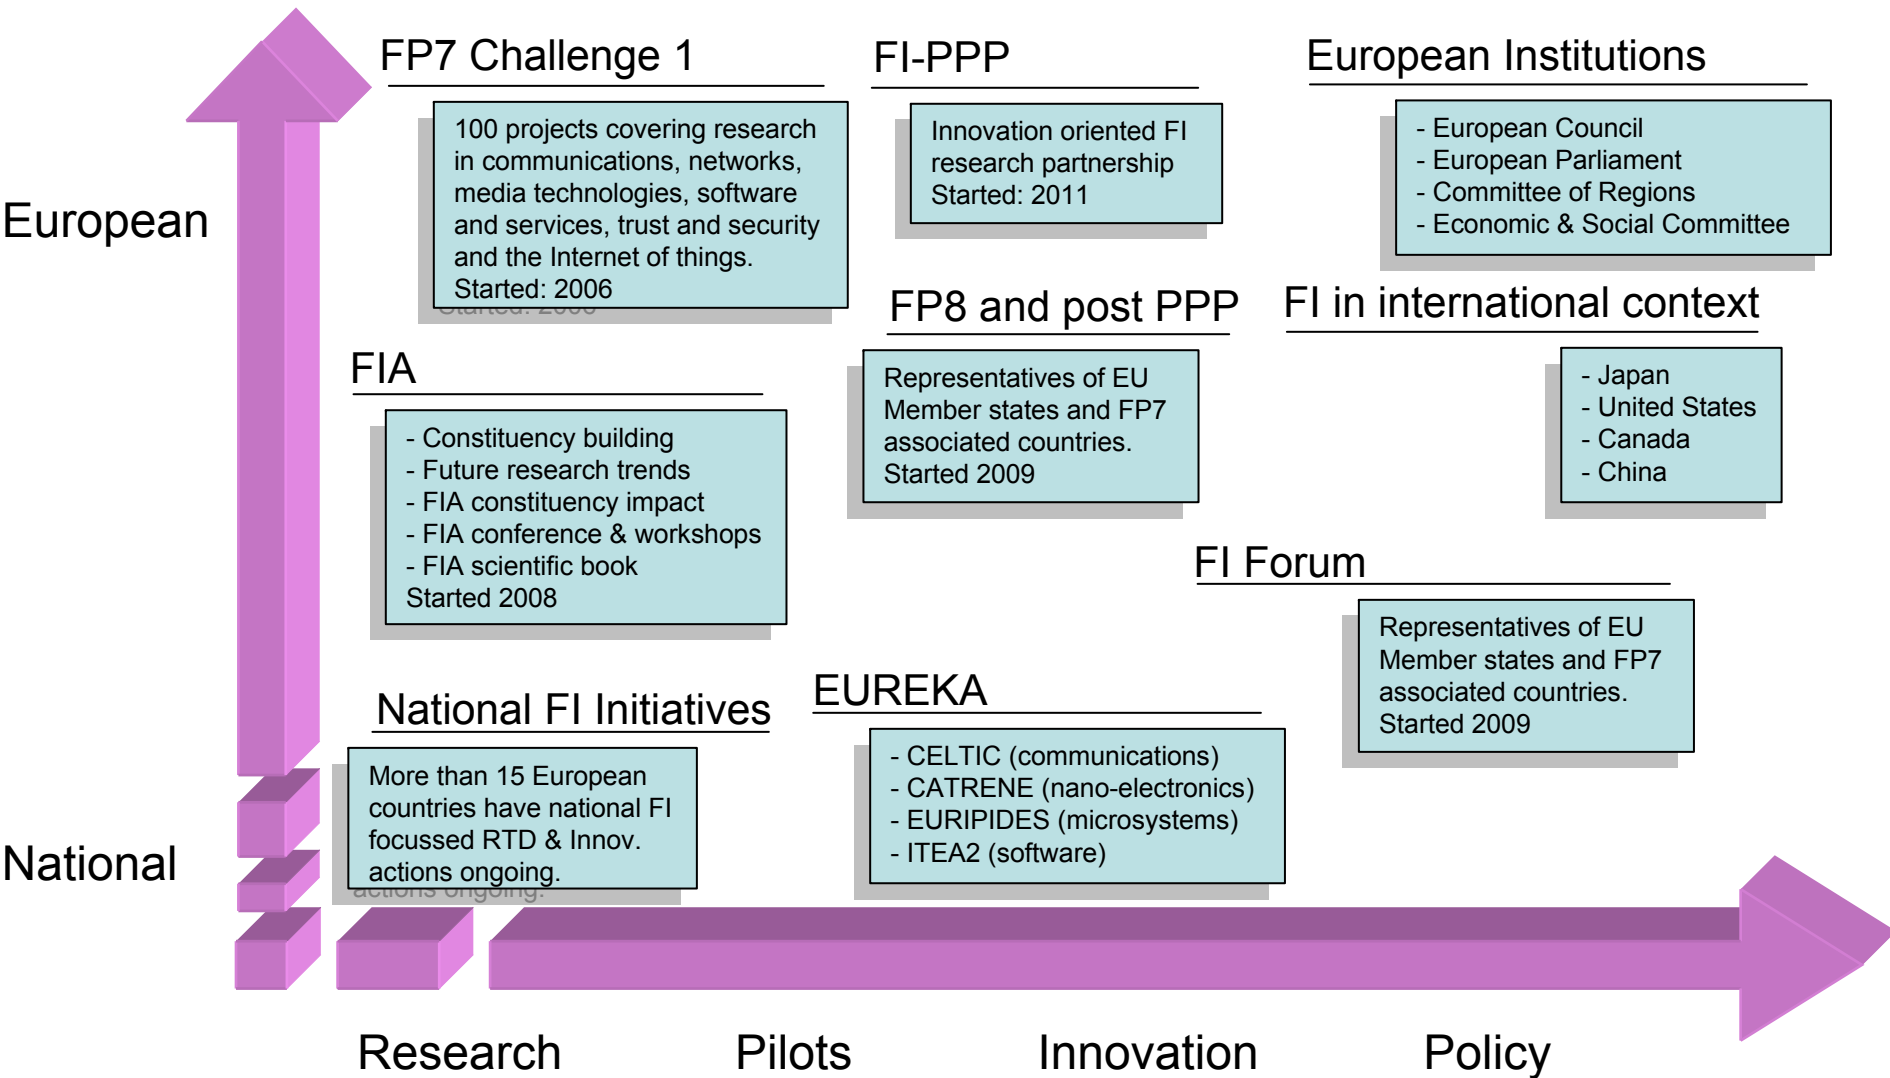 FP7 Challenge 1
100 projects covering research
in communications, networks,
media technologies, software
and services, trust and security
and the Internet of things.
Started: 2006
Started: 2006
FI-PPP
Innovation oriented FI
research partnership
Started: 2011
European Institutions
- European Council
- European Parliament
- Committee of Regions
- Economic & Social Committee
European
FP8 and post PPP
Representatives of EU
Member states and FP7
associated countries.
Started 2009
FI in international context
- Japan
- United States
- Canada
- China
FIA
- Constituency building
- Future research trends
- FIA constituency impact
- FIA conference & workshops
- FIA scientific book
Started 2008
FI Forum
Representatives of EU
Member states and FP7
associated countries.
Started 2009
National FI Initiatives
More than 15 European
countries have national FI
focussed RTD & Innov.
actions ongoing.
actions ongoing.
EUREKA
- CELTIC (communications)
- CATRENE (nano-electronics)
- EURIPIDES (microsystems)
- ITEA2 (software)
National
Research Pilots Innovation Policy